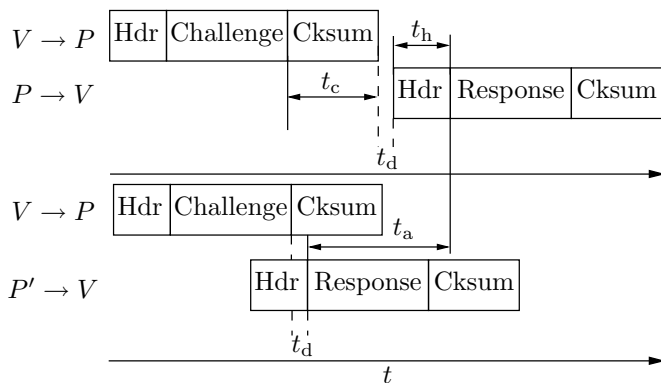 V → P Hdr Challenge Cksum t_h
P → V t_c Hdr Response Cksum
t_d
V → P Hdr Challenge Cksum
t_a
P′ → V Hdr Response Cksum
t_d
t